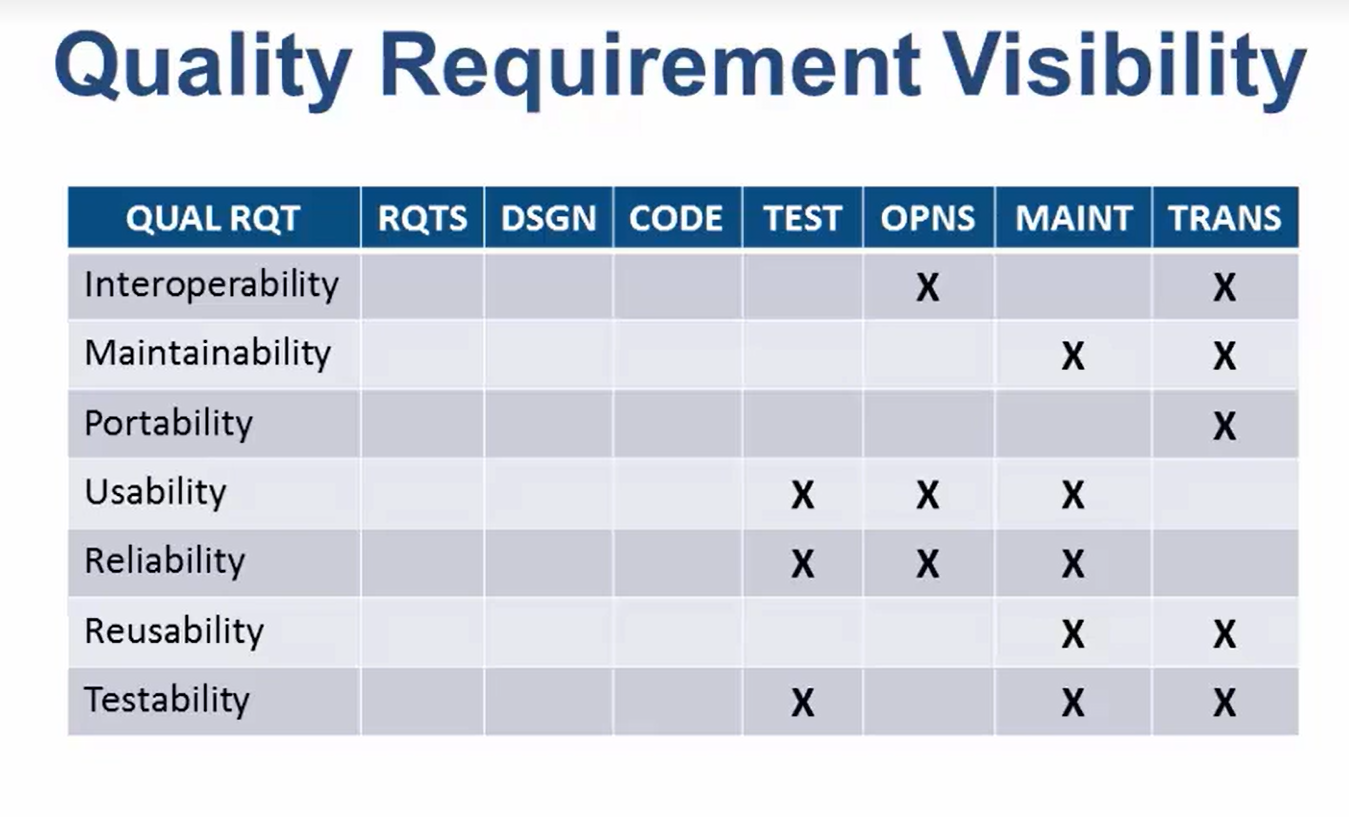 Quality Requirement Visibility
QUAL RQT RQTS DSGN CODE TEST OPNS MAINT TRANS
Interoperability X X
Maintainability X X
Portability X
Usability X X X
Reliability X X X
Reusability X X
Testability X X X